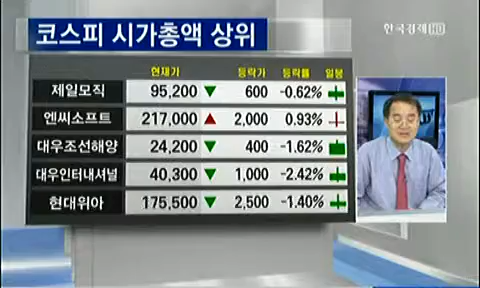 코스피 시가총액 상위
한국경제HD
현재가 등락가 등락률 일봉
제일모직 95,200 ▼ 600 -0.62%
엔씨소프트 217,000 ▲ 2,000 0.93%
대우조선해양 24,200 ▼ 400 -1.62%
대우인터내셔널 40,300 ▼ 1,000 -2.42%
현대위아 175,500 ▼ 2,500 -1.40%